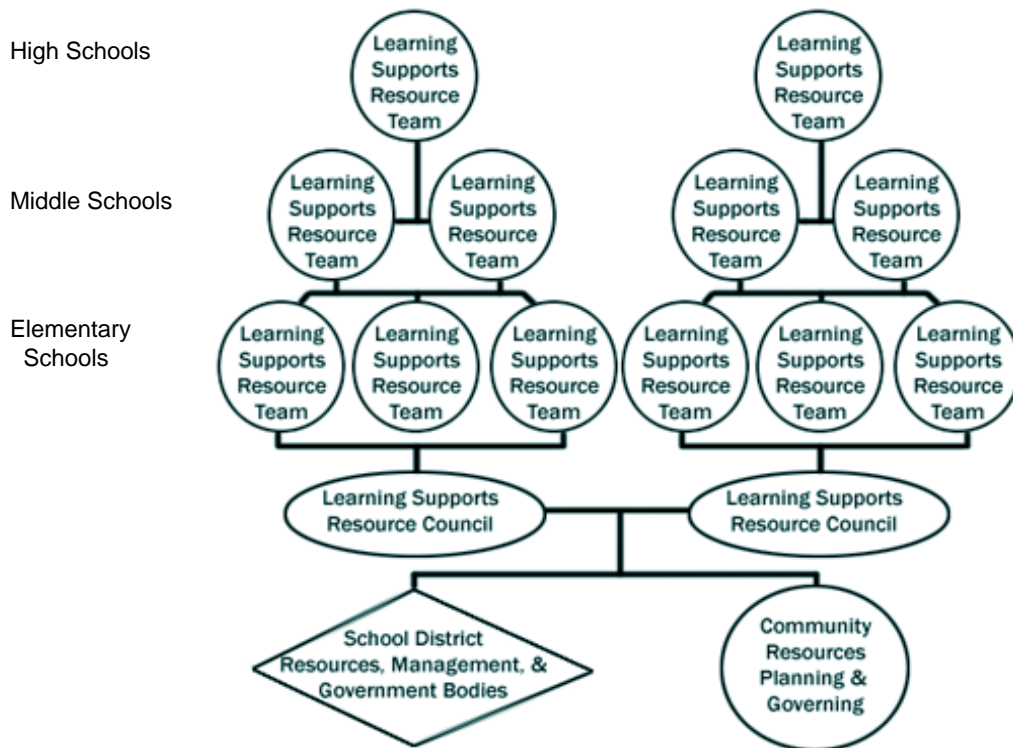 High Schools
Learning
Supports
Resource
Team
Learning
Supports
Resource
Team
Middle Schools
Learning
Supports
Resource
Team
Learning
Supports
Resource
Team
Learning
Supports
Resource
Team
Learning
Supports
Resource
Team
Elementary
Schools
Learning
Supports
Resource
Team
Learning
Supports
Resource
Team
Learning
Supports
Resource
Team
Learning
Supports
Resource
Team
Learning
Supports
Resource
Team
Learning
Supports
Resource
Team
Learning Supports
Resource Council
Learning Supports
Resource Council
School District
Resources, Management, &
Government Bodies
Community
Resources
Planning &
Governing